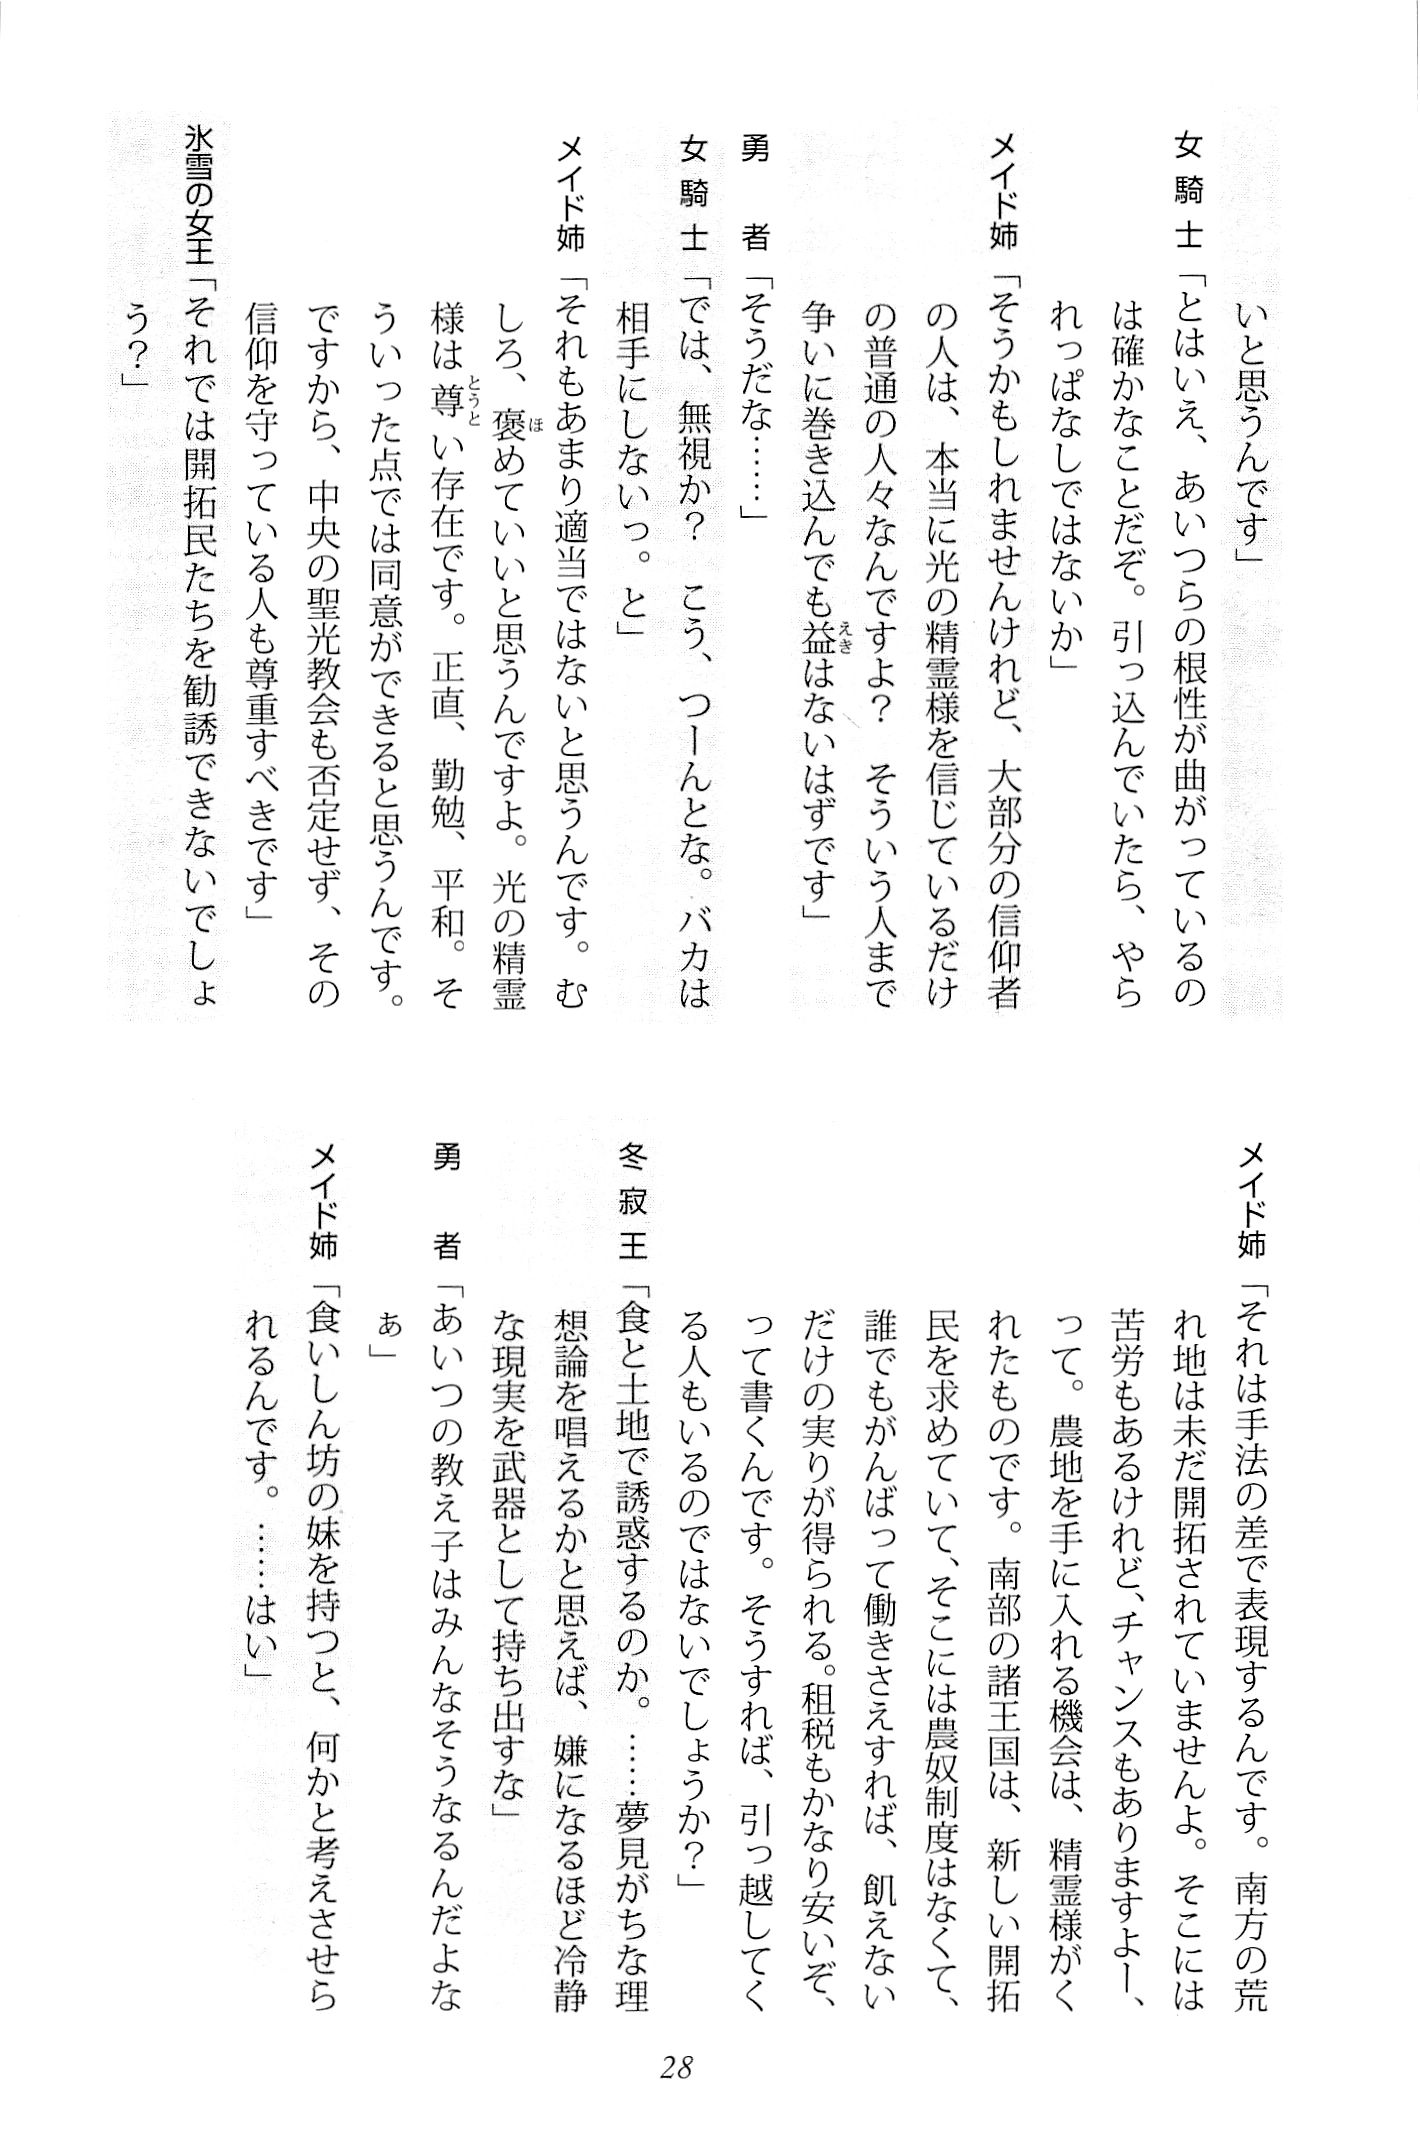 いと思うんです」
女騎士「とはいえ、あいつらの根性が曲がっているの
は確かなことだぞ。引っ込んでいたら、やら
れっぱなしではないか」
メイド姉「そうかもしれませんけれど、大部分の信仰者
の人は、本当に光の精霊様を信じているだけ
の普通の人々なんですよ？　そういう人まで
争いに巻き込んでも益はないはずです」
勇　者「そうだな……」
女騎士「では、無視か？　こう、つーんとな。バカは
相手にしないっ。と」
メイド姉「それもあまり適当ではないと思うんです。む
しろ、褒めていいと思うんですよ。光の精霊
様は尊い存在です。正直、勤勉、平和。そ
ういった点では同意ができると思うんです。
ですから、中央の聖光教会も否定せず、その
信仰を守っている人も尊重すべきです」
氷雪の女王「それでは開拓民たちを勧誘できないでしょ
う？」
メイド姉「それは手法の差で表現するんです。南方の荒
れ地は未だ開拓されていませんよ。そこには
苦労もあるけれど、チャンスもありますよー、
って。農地を手に入れる機会は、精霊様がく
れたものです。南部の諸王国は、新しい開拓
民を求めていて、そこには農奴制度はなくて、
誰でもがんばって働きさえすれば、飢えない
だけの実りが得られる。租税もかなり安いぞ、
って書くんです。そうすれば、引っ越してく
る人もいるのではないでしょうか？」
冬寂王「食と土地で誘惑するのか。……夢見がちな理
想論を唱えるかと思えば、嫌になるほど冷静
な現実を武器として持ち出すな」
勇　者「あいつの教え子はみんなそうなるんだよな
ぁ」
メイド姉「食いしん坊の妹を持つと、何かと考えさせら
れるんです。……はい」
28